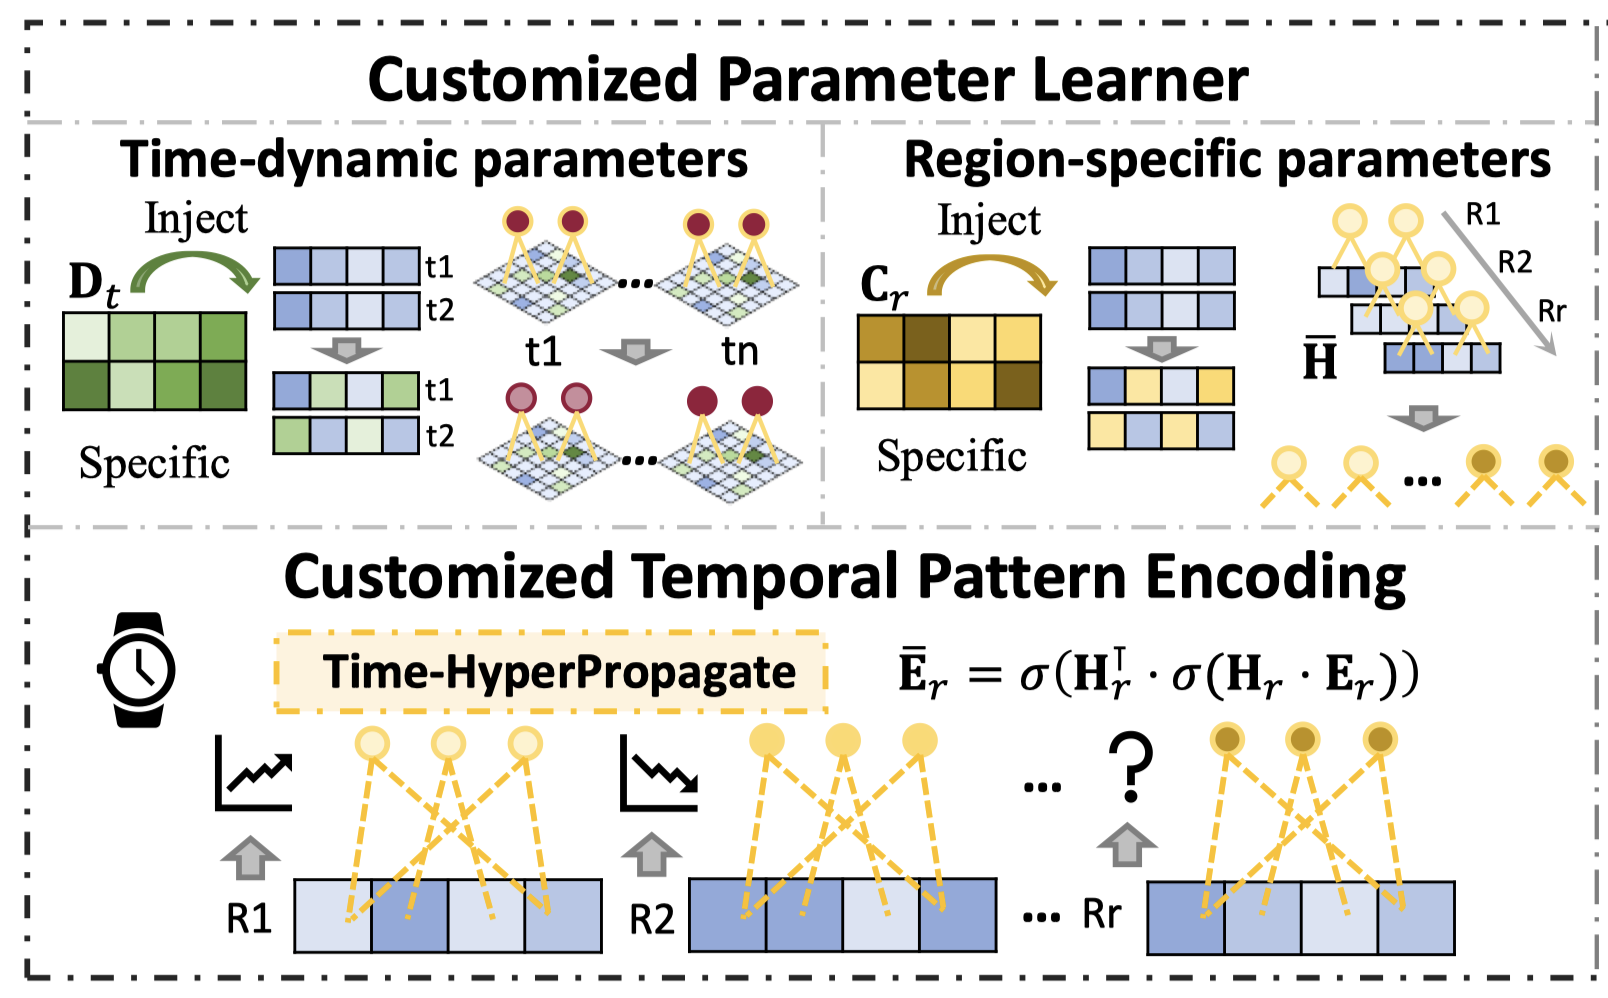 Customized Parameter Learner
Time-dynamic parameters
Inject
D_t
t1
t2
t1
t2
Specific
...
t1
tn
...
Region-specific parameters
Inject
C_r
Specific
R1
R2
Rr
H̅
...
Customized Temporal Pattern Encoding
Time-HyperPropagate
Ē_r = σ(H_r^⊺ · σ(H_r · E_r))
... ?
R1
R2
... Rr